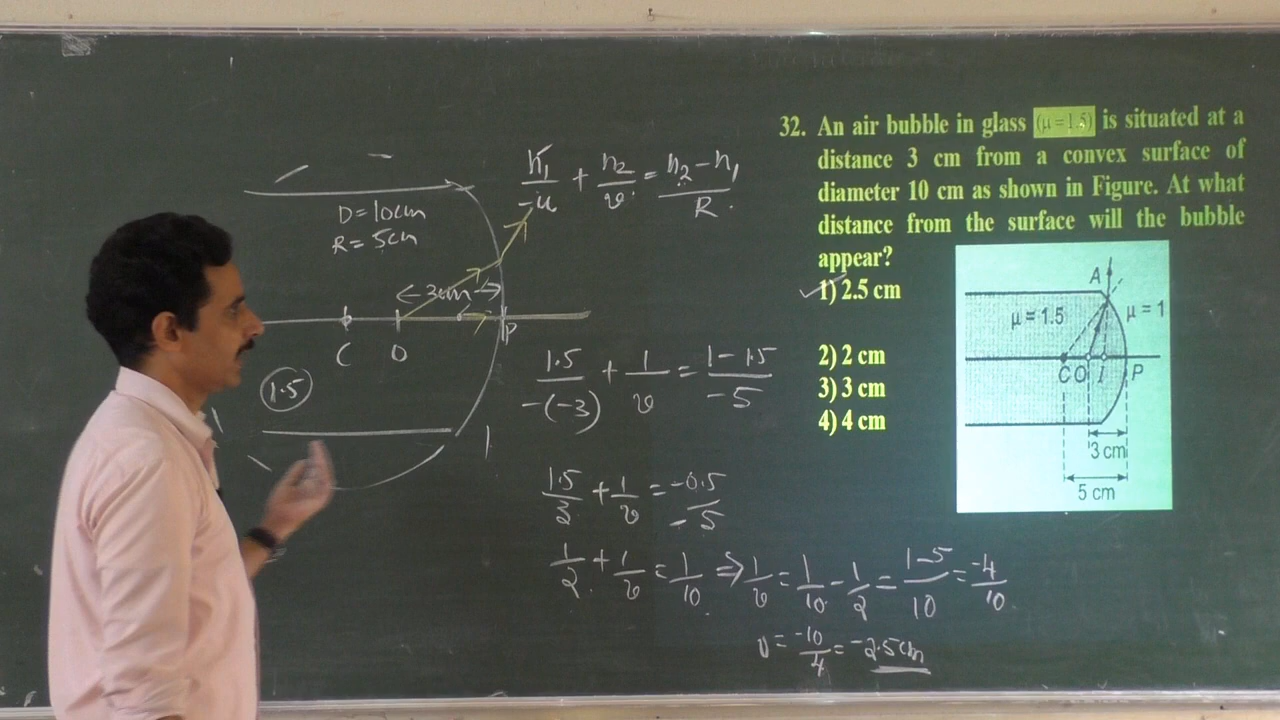 D=10cm
R=5cm
3cm
C O P
1.5
1
n₁/-u + n₂/v = n₂-n₁/R
1.5/-(-3) + 1/v = 1-1.5/-5
1.5/3 + 1/v = -0.5/-5
1/2 + 1/v = 1/10 ⇒ 1/v = 1/10 - 1/2 = 1-5/10 = -4/10
v = -10/4 = -2.5cm
32. An air bubble in glass (μ=1.5) is situated at a
distance 3 cm from a convex surface of
diameter 10 cm as shown in Figure. At what
distance from the surface will the bubble
appear?
1) 2.5 cm
2) 2 cm
3) 3 cm
4) 4 cm
A
μ = 1.5 μ = 1
C O I P
3 cm
5 cm